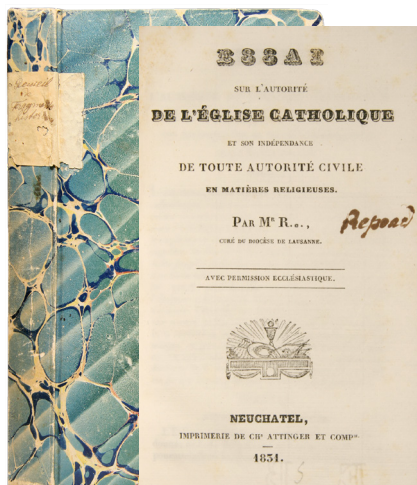 ESSAI
SUR L'AUTORITÉ
DE L'ÉGLISE CATHOLIQUE
ET SON INDÉPENDANCE
DE TOUTE AUTORITÉ CIVILE
EN MATIÈRES RELIGIEUSES.
PAR Mr R..,
Repond
CURÉ DU DIOCÈSE DE LAUSANNE.
AVEC PERMISSION ECCLÉSIASTIQUE.
NEUCHATEL,
IMPRIMERIE DE CH. ATTINGER ET COMP.
1831.